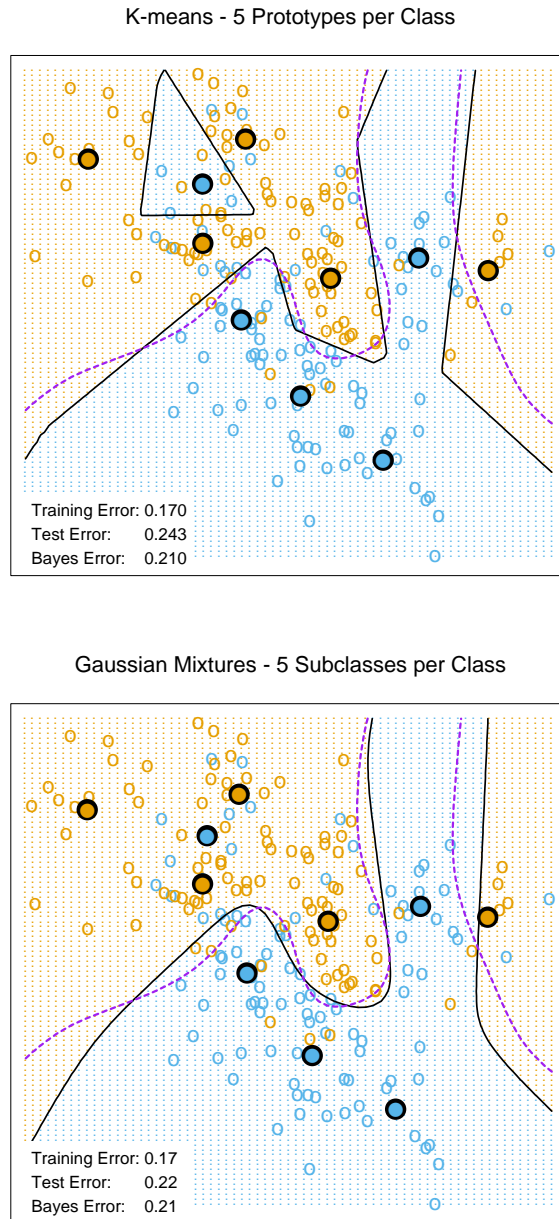 K-means - 5 Prototypes per Class
Training Error: 0.170
Test Error: 0.243
Bayes Error: 0.210
Gaussian Mixtures - 5 Subclasses per Class
Training Error: 0.17
Test Error: 0.22
Bayes Error: 0.21